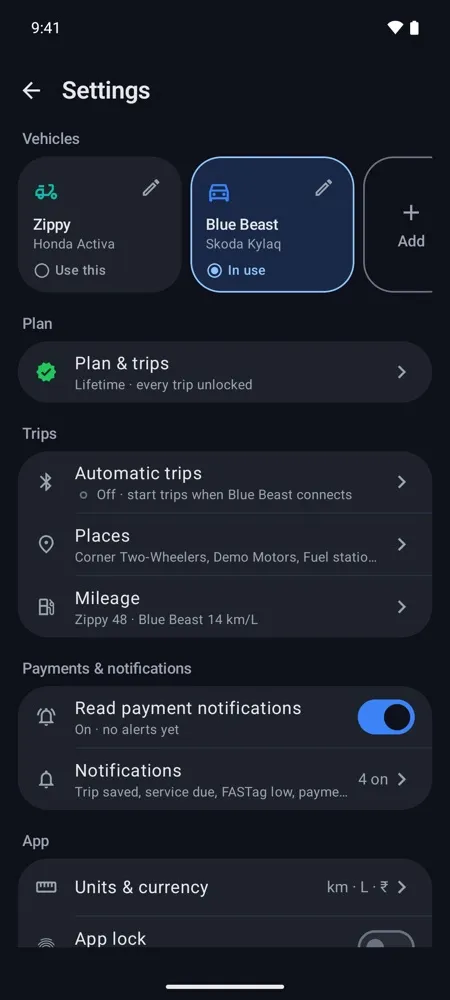 9:41
Settings
Vehicles
Zippy
Honda Activa
Use this
Blue Beast
Skoda Kylaq
In use
Add
Plan
Plan & trips
Lifetime · every trip unlocked
Trips
Automatic trips
Off · start trips when Blue Beast connects
Places
Corner Two-Wheelers, Demo Motors, Fuel statio...
Mileage
Zippy 48 · Blue Beast 14 km/L
Payments & notifications
Read payment notifications
On · no alerts yet
Notifications
Trip saved, service due, FASTag low, payme...
4 on
App
Units & currency
km · L · ₹
App lock